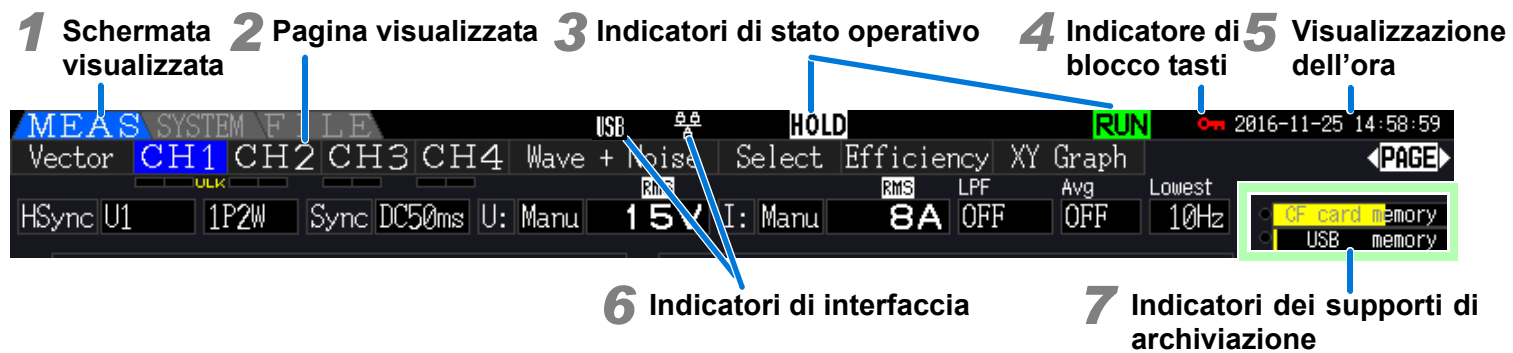 1 Schermata visualizzata
2 Pagina visualizzata
3 Indicatori di stato operativo
4 Indicatore di blocco tasti
5 Visualizzazione dell’ora
MEAS SYSTEM FILE USB HOLD RUN 2016-11-25 14:58:59
Vector CH1 CH2 CH3 CH4 Wave + Noise Select Efficiency XY Graph PAGE
ULK RMS RMS LPF Avg Lowest
HSync U1 1P2W Sync DC50ms U: Manu 15V I: Manu 8A OFF OFF 10Hz
CF card memory
USB memory
6 Indicatori di interfaccia
7 Indicatori dei supporti di archiviazione